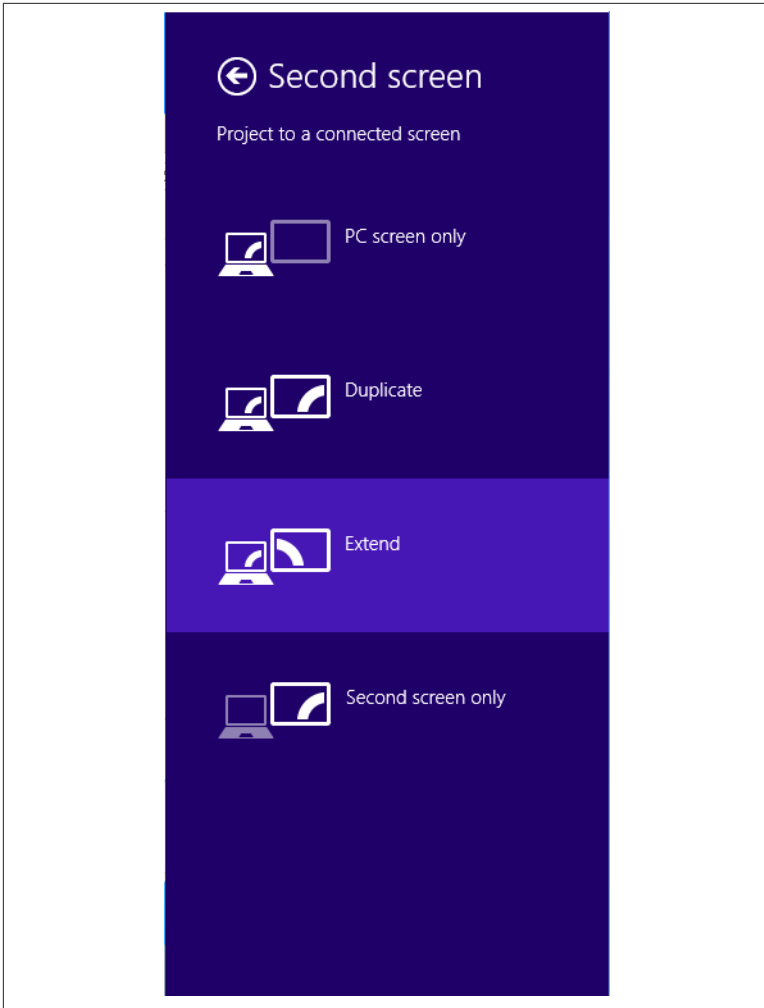 Second screen
Project to a connected screen
PC screen only
Duplicate
Extend
Second screen only